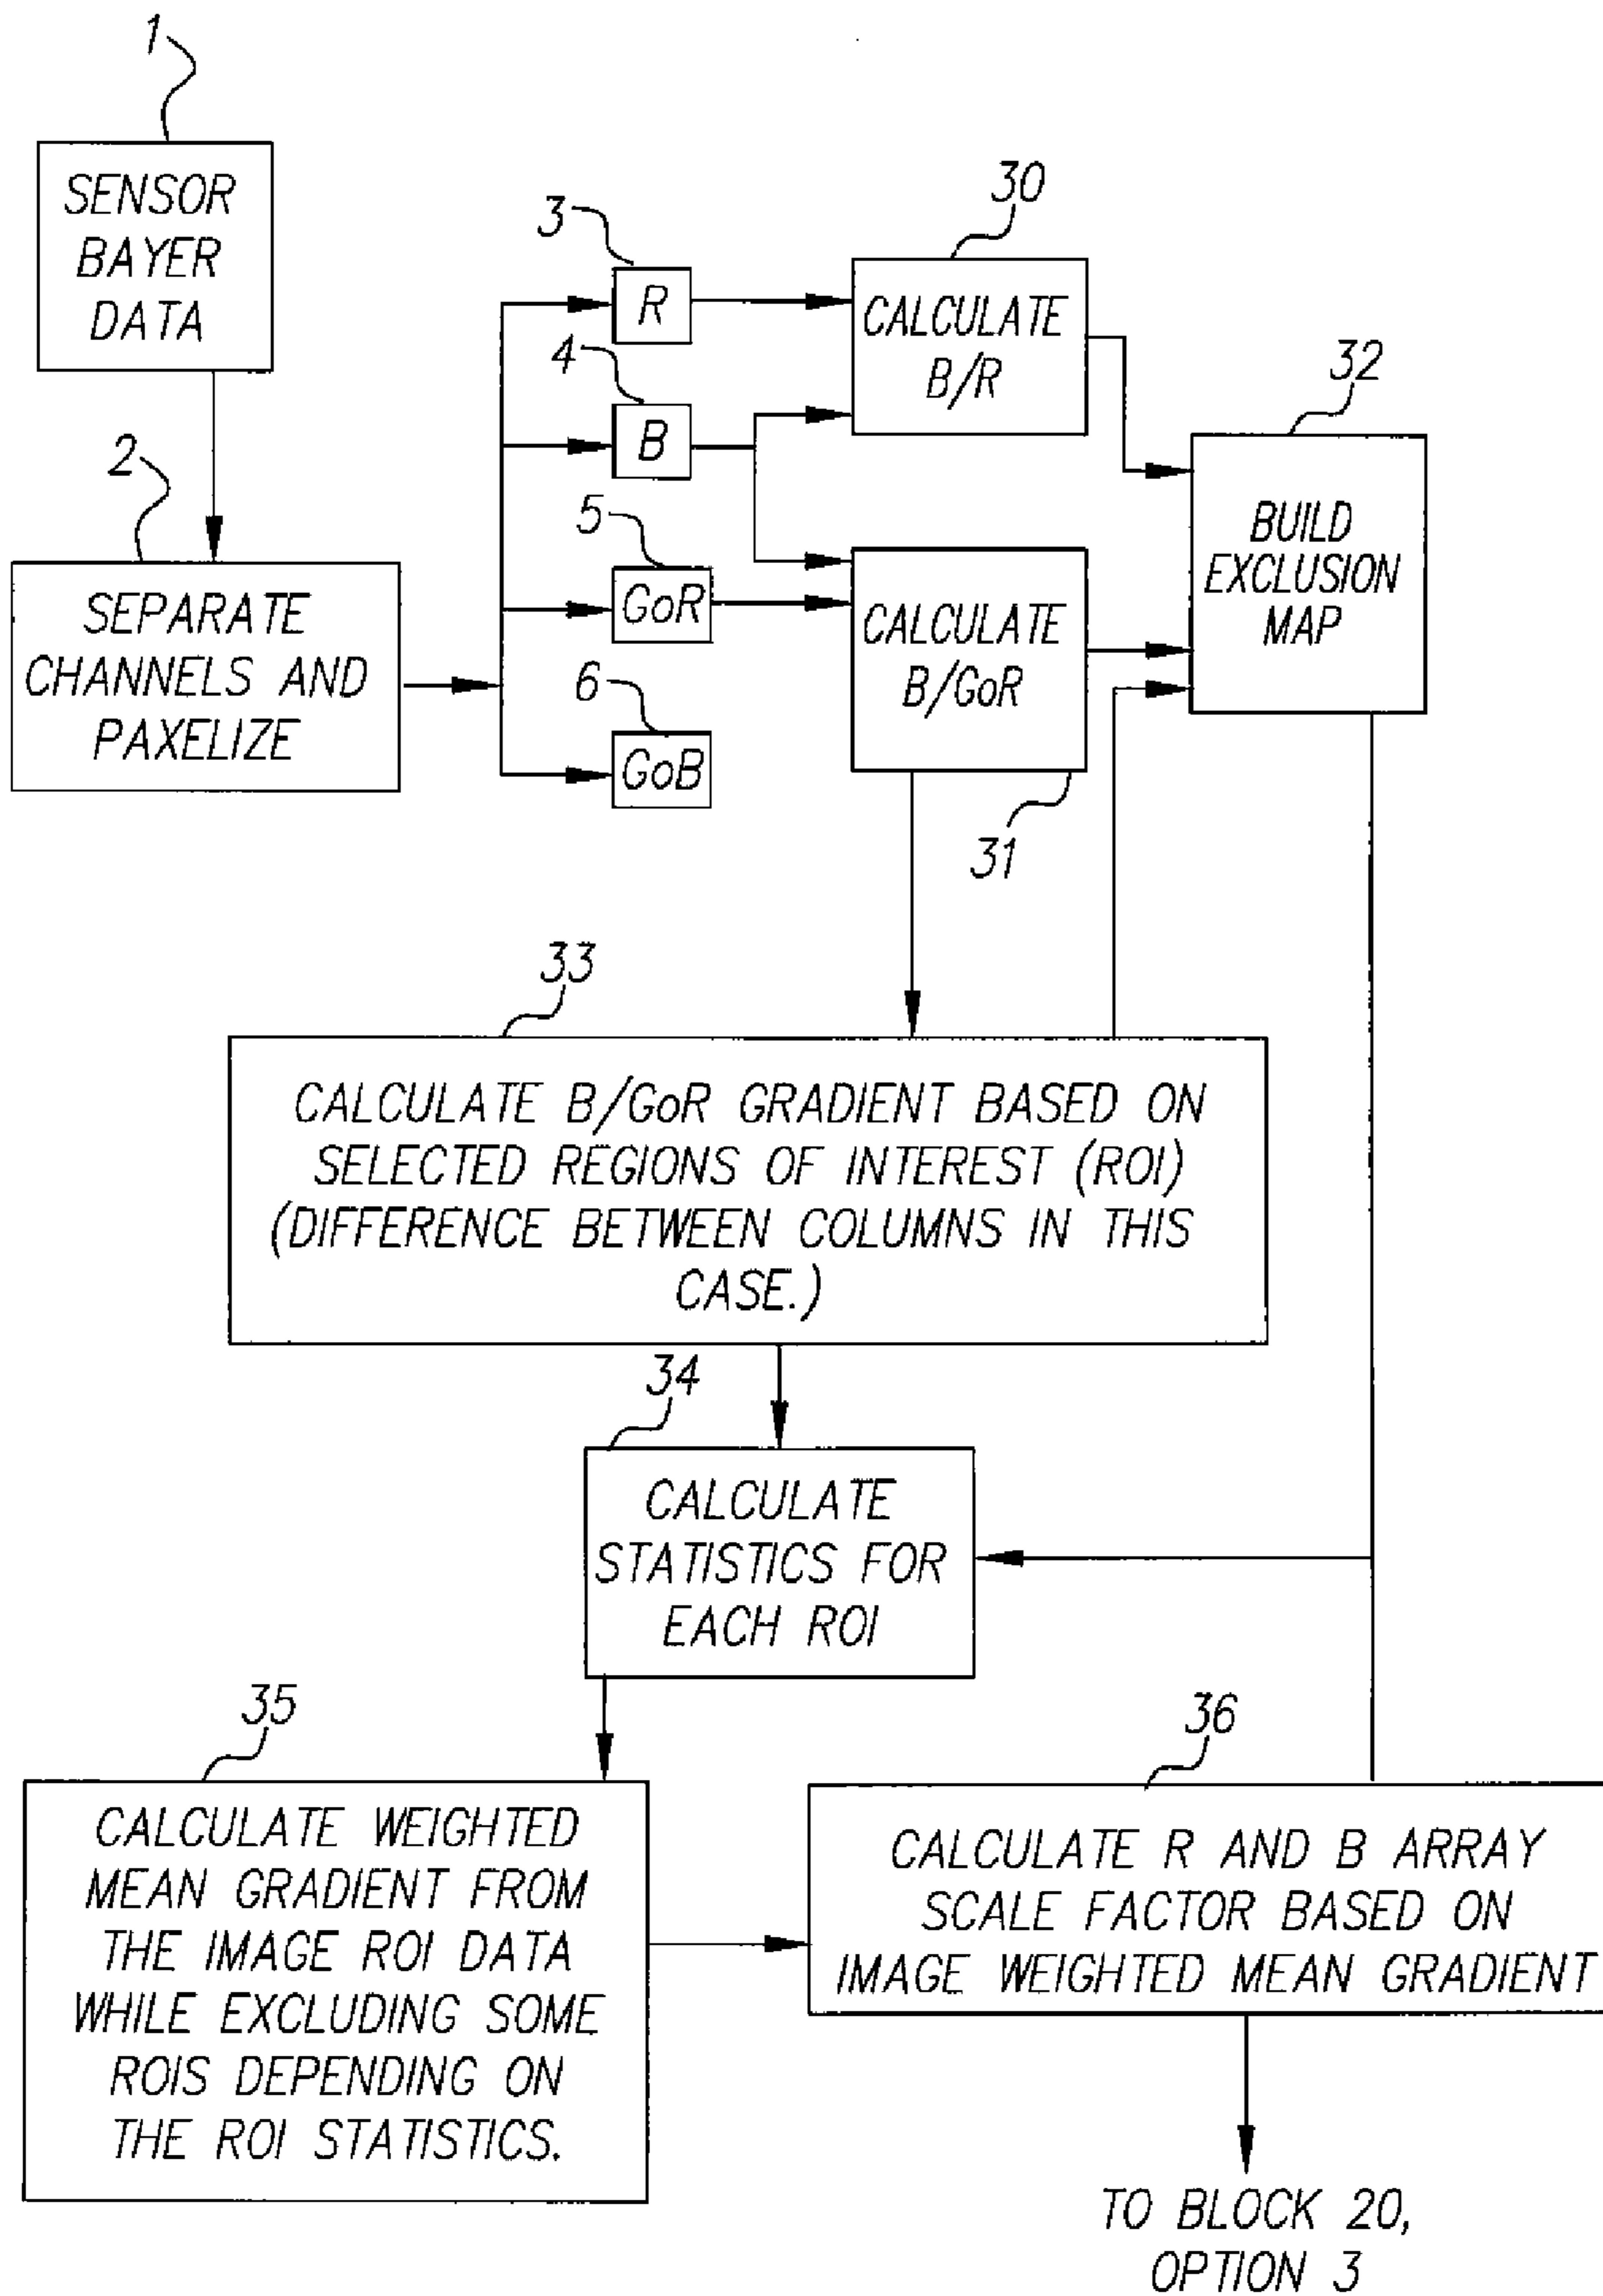 1
SENSOR
BAYER
DATA
2
SEPARATE
CHANNELS AND
PAXELIZE
3
R
4
B
5
GoR
6
GoB
30
CALCULATE
B/R
CALCULATE
B/GoR
31
32
BUILD
EXCLUSION
MAP
33
CALCULATE B/GoR GRADIENT BASED ON
SELECTED REGIONS OF INTEREST (ROI)
(DIFFERENCE BETWEEN COLUMNS IN THIS
CASE.)
34
CALCULATE
STATISTICS FOR
EACH ROI
35
CALCULATE WEIGHTED
MEAN GRADIENT FROM
THE IMAGE ROI DATA
WHILE EXCLUDING SOME
ROIS DEPENDING ON
THE ROI STATISTICS.
36
CALCULATE R AND B ARRAY
SCALE FACTOR BASED ON
IMAGE WEIGHTED MEAN GRADIENT
TO BLOCK 20,
OPTION 3